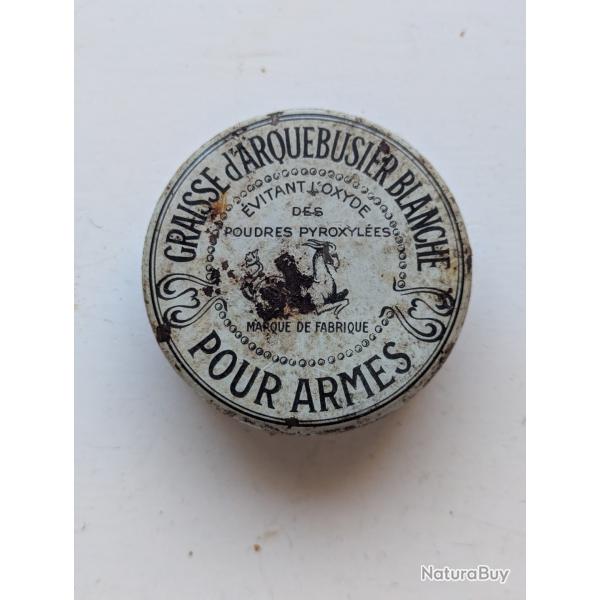 GRAISSE d'ARQUEBUSIER BLANCHE
ÉVITANT L'OXYDE
DES
POUDRES PYROXYLÉES
MARQUE DE FABRIQUE
POUR ARMES
NaturaBuy